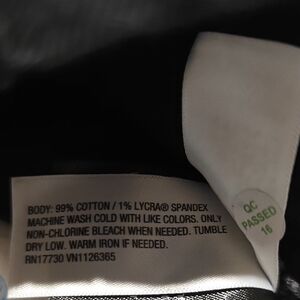 BODY: 99% COTTON / 1% LYCRA® SPANDEX
MACHINE WASH COLD WITH LIKE COLORS. ONLY
NON-CHLORINE BLEACH WHEN NEEDED. TUMBLE
DRY LOW. WARM IRON IF NEEDED.
RN17730 VN1126365
QC
PASSED
16